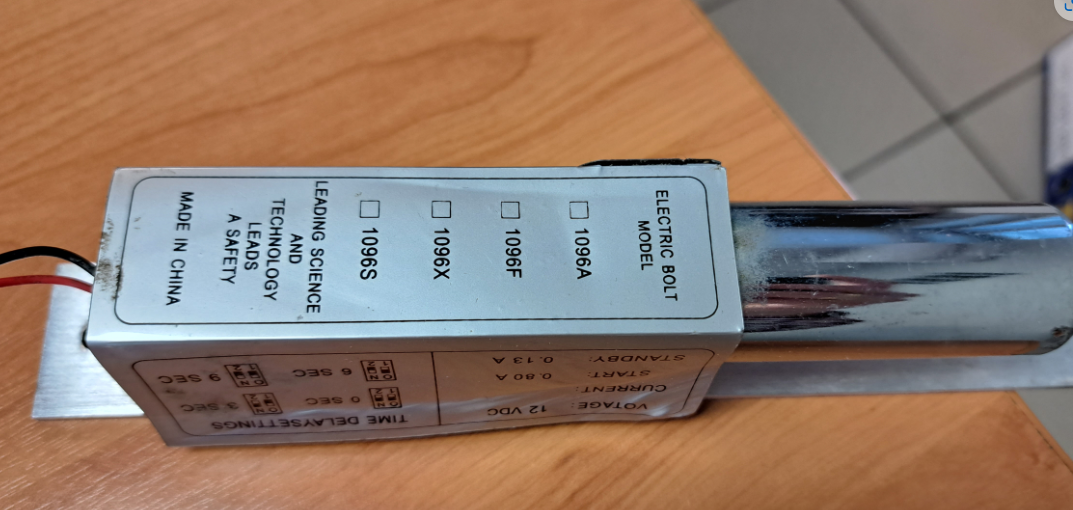 ELECTRIC BOLT
MODEL
1096A
1096F
1096X
1096S
LEADING SCIENCE
AND
TECHNOLOGY
LEADS
A SAFETY
MADE IN CHINA
VOTAGE: 12 VDC
CURRENT:
START: 0.80 A
STANDBY: 0.13 A
TIME DELAYSETTINGS
0 SEC
3 SEC
6 SEC
9 SEC